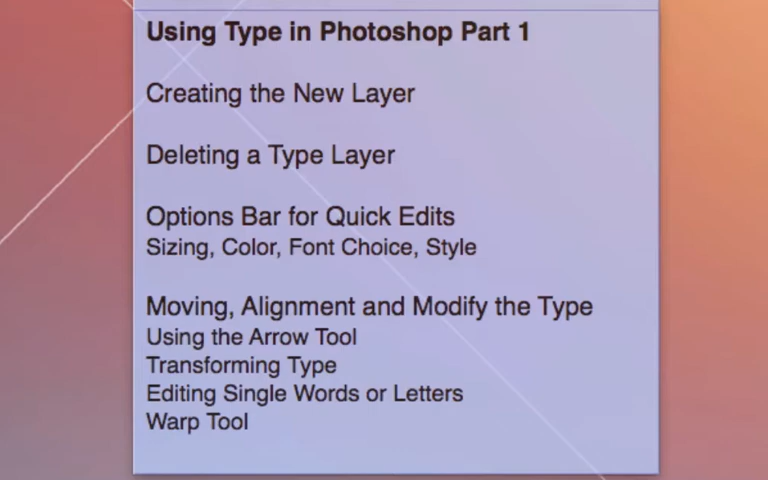 Using Type in Photoshop Part 1
Creating the New Layer
Deleting a Type Layer
Options Bar for Quick Edits
Sizing, Color, Font Choice, Style
Moving, Alignment and Modify the Type
Using the Arrow Tool
Transforming Type
Editing Single Words or Letters
Warp Tool